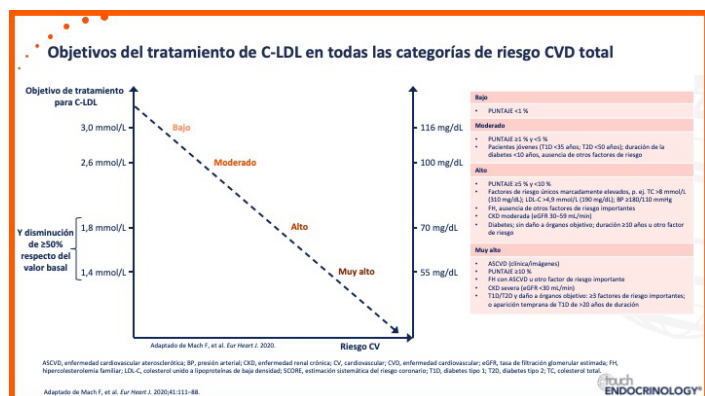 Objetivos del tratamiento de C-LDL en todas las categorías de riesgo CVD total
Objetivo de tratamiento
para C-LDL
3,0 mmol/L
2,6 mmol/L
1,8 mmol/L
1,4 mmol/L
Y disminución
de ≥50%
respecto del
valor basal
Bajo
Moderado
Alto
Muy alto
116 mg/dL
100 mg/dL
70 mg/dL
55 mg/dL
Adaptado de Mach F, et al. Eur Heart J. 2020.
Riesgo CV
Bajo
• PUNTAJE <1 %
Moderado
• PUNTAJE ≥1 % y <5 %
• Pacientes jóvenes (T1D <35 años; T2D <50 años); duración de la
diabetes <10 años, ausencia de otros factores de riesgo
Alto
• PUNTAJE ≥5 % y <10 %
• Factores de riesgo únicos marcadamente elevados, p. ej. TC >8 mmol/L
(310 mg/dL); LDL-C >4,9 mmol/L (190 mg/dL); BP ≥180/110 mmHg
• FH, ausencia de otros factores de riesgo importantes
• CKD moderada (eGFR 30–59 mL/min)
• Diabetes; sin daño a órganos objetivo; duración ≥10 años u otro factor
de riesgo
Muy alto
• ASCVD (clínica/imágenes)
• PUNTAJE ≥10 %
• FH con ASCVD u otro factor de riesgo importante
• CKD severa (eGFR <30 mL/min)
• T1D/T2D y daño a órganos objetivo: ≥3 factores de riesgo importantes;
o aparición temprana de T1D de >20 años de duración
ASCVD, enfermedad cardiovascular aterosclerótica; BP, presión arterial; CKD, enfermedad renal crónica; CV, cardiovascular; CVD, enfermedad cardiovascular; eGFR, tasa de filtración glomerular estimada; FH,
hipercolesterolemia familiar; LDL-C, colesterol unido a lipoproteínas de baja densidad; SCORE, estimación sistemática del riesgo coronario; T1D, diabetes tipo 1; T2D, diabetes tipo 2; TC, colesterol total.
Adaptado de Mach F, et al. Eur Heart J. 2020;41:111–88.
touch
ENDOCRINOLOGY®